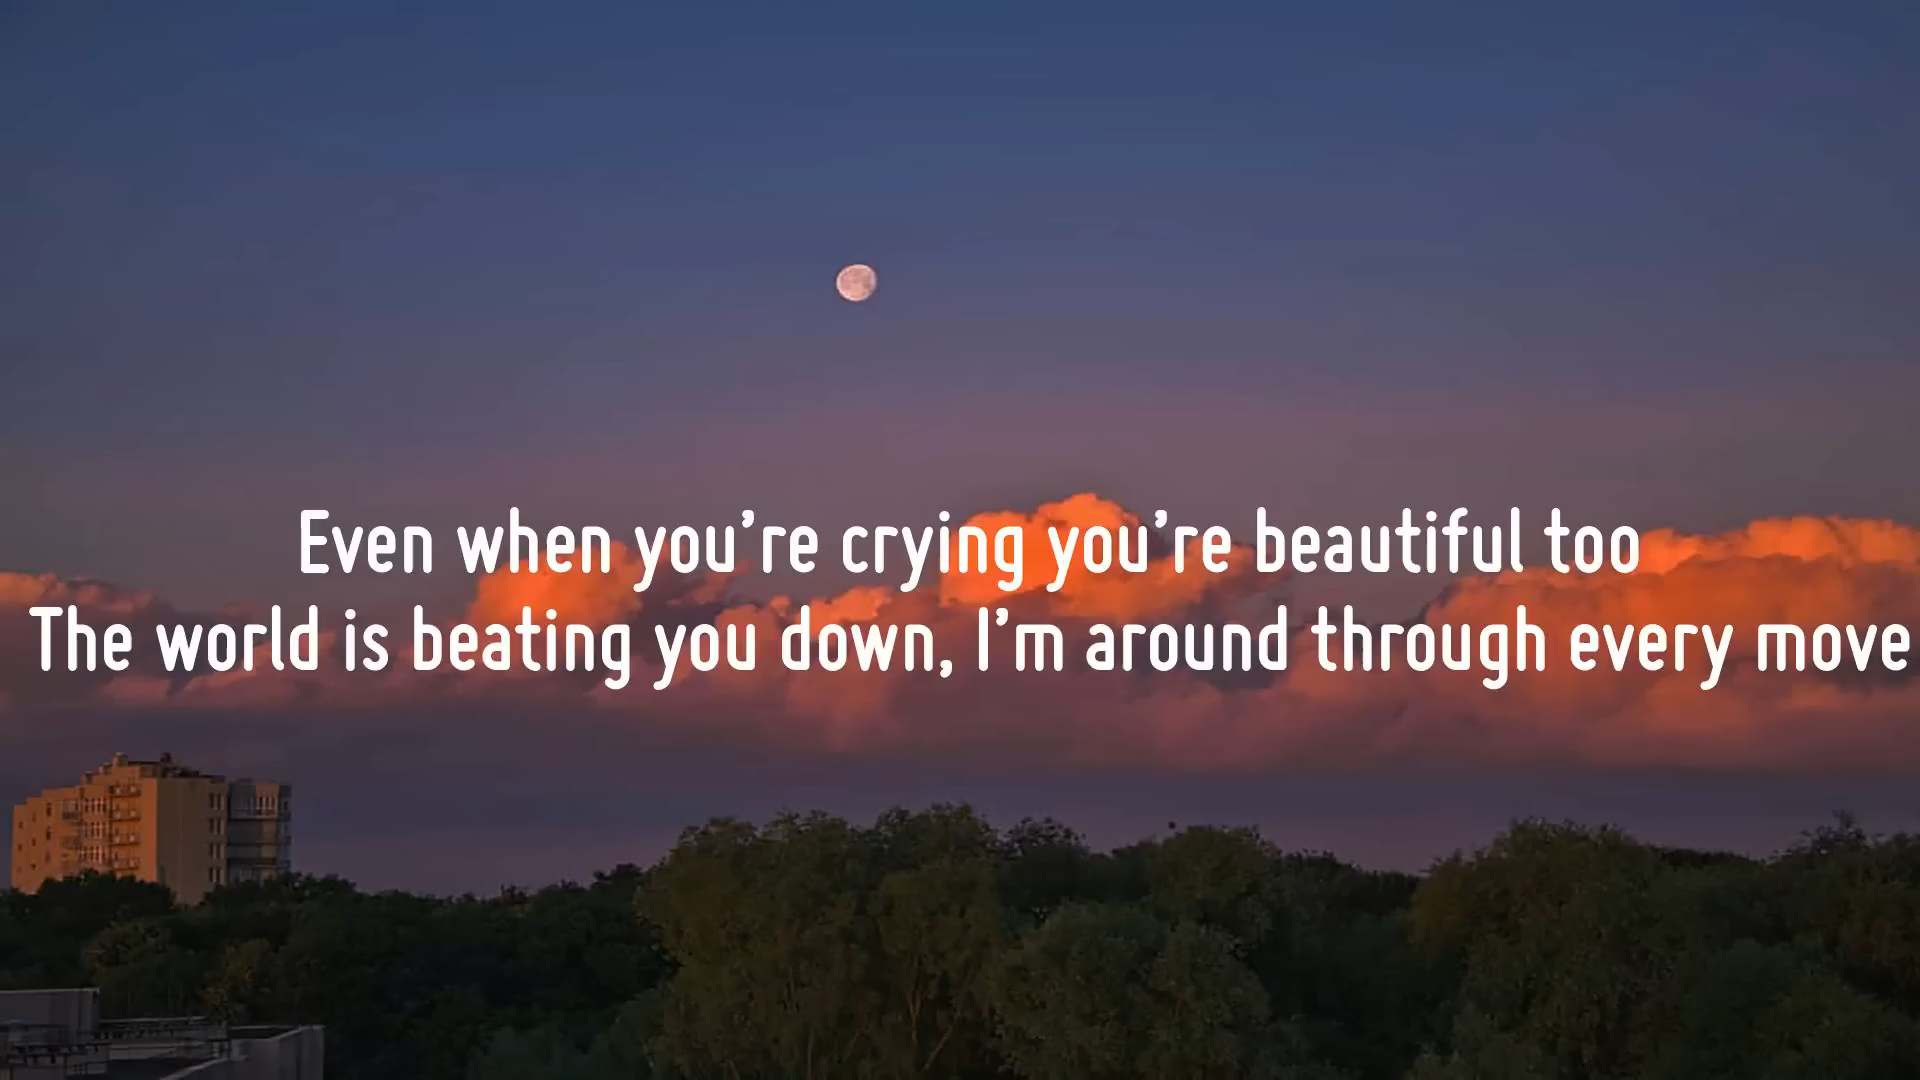 Even when you’re crying you’re beautiful too
The world is beating you down, I’m around through every move